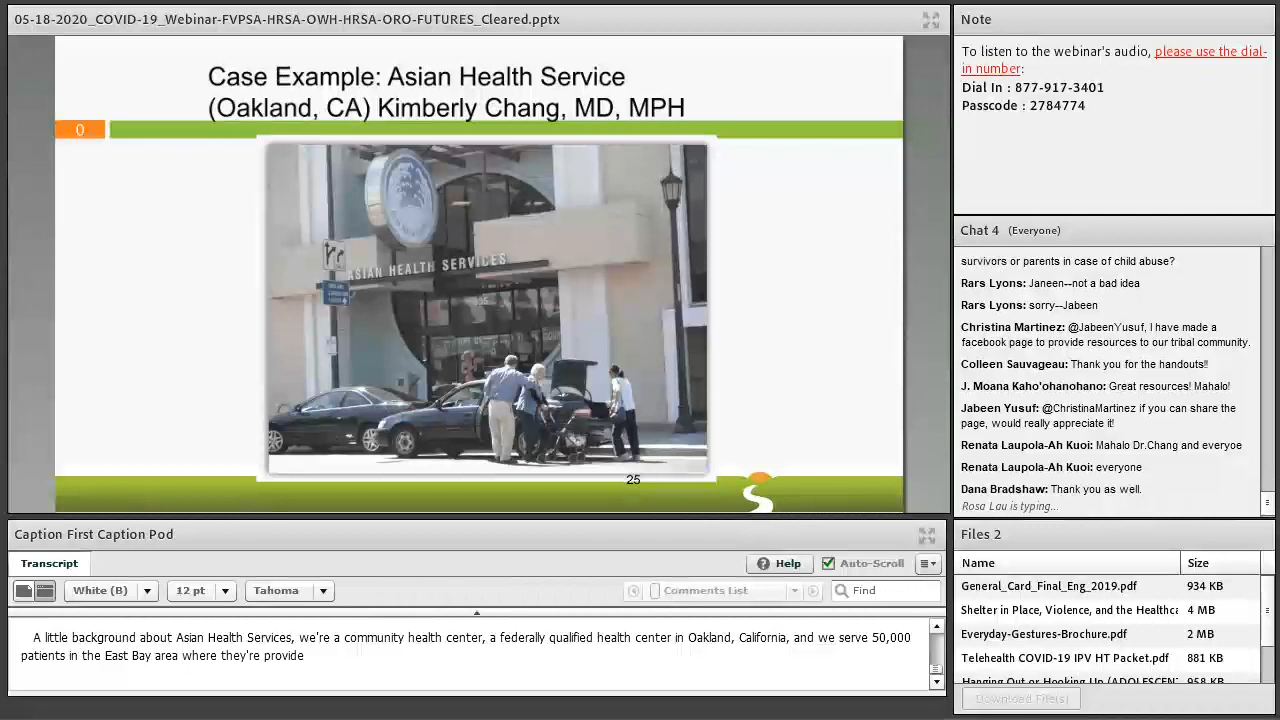 05-18-2020_COVID-19_Webinar-FVPSA-HRSA-OWH-HRSA-ORO-FUTURES_Cleared.pptx
Case Example: Asian Health Service
(Oakland, CA) Kimberly Chang, MD, MPH
0
ASIAN HEALTH SERVICES
25
Note
To listen to the webinar's audio, please use the dial-
in number:
Dial In : 877-917-3401
Passcode : 2784774
Chat 4 (Everyone)
survivors or parents in case of child abuse?
Rars Lyons: Janeen--not a bad idea
Rars Lyons: sorry--Jabeen
Christina Martinez: @JabeenYusuf, I have made a
facebook page to provide resources to our tribal community.
Colleen Sauvageau: Thank you for the handouts!!
J. Moana Kaho'ohanohano: Great resources! Mahalo!
Jabeen Yusuf: @ChristinaMartinez if you can share the
page, would really appreciate it!
Renata Laupola-Ah Kuoi: Mahalo Dr.Chang and everyoe
Renata Laupola-Ah Kuoi: everyone
Dana Bradshaw: Thank you as well.
Rosa Lau is typing...
Caption First Caption Pod
Transcript
Help
Auto-Scroll
White (B)
12 pt
Tahoma
Comments List
Find
A little background about Asian Health Services, we're a community health center, a federally qualified health center in Oakland, California, and we serve 50,000
patients in the East Bay area where they're provide
Files 2
Name Size
General_Card_Final_Eng_2019.pdf 934 KB
Shelter in Place, Violence, and the Healthca 4 MB
Everyday-Gestures-Brochure.pdf 2 MB
Telehealth COVID-19 IPV HT Packet.pdf 881 KB
Hanging Out or Hooking Up (ADOLESCEN 958 KB
Download File(s)